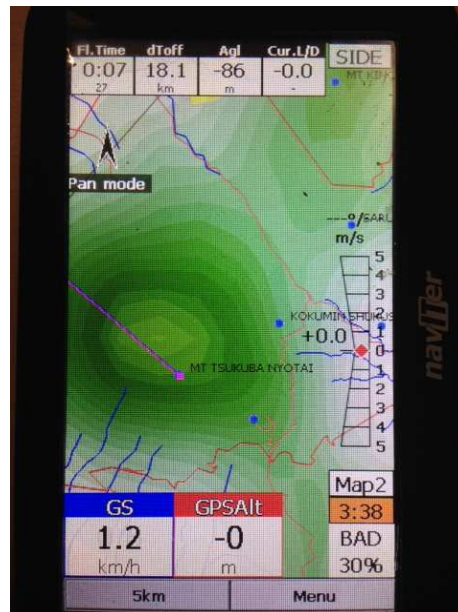 Fl.Time dToff Agl Cur.L/D SIDE
0:07 18.1 -86 -0.0
27 km m -
Pan mode
---°/
m/s
5
4
3
2
1
0
1
2
3
4
5
+0.0
KOKUMIN SHUKUS
MT TSUKUBA NYOTAI
naviter
Map2
3:38
BAD
30%
GS GPSAlt
1.2 -0
km/h m
5km Menu